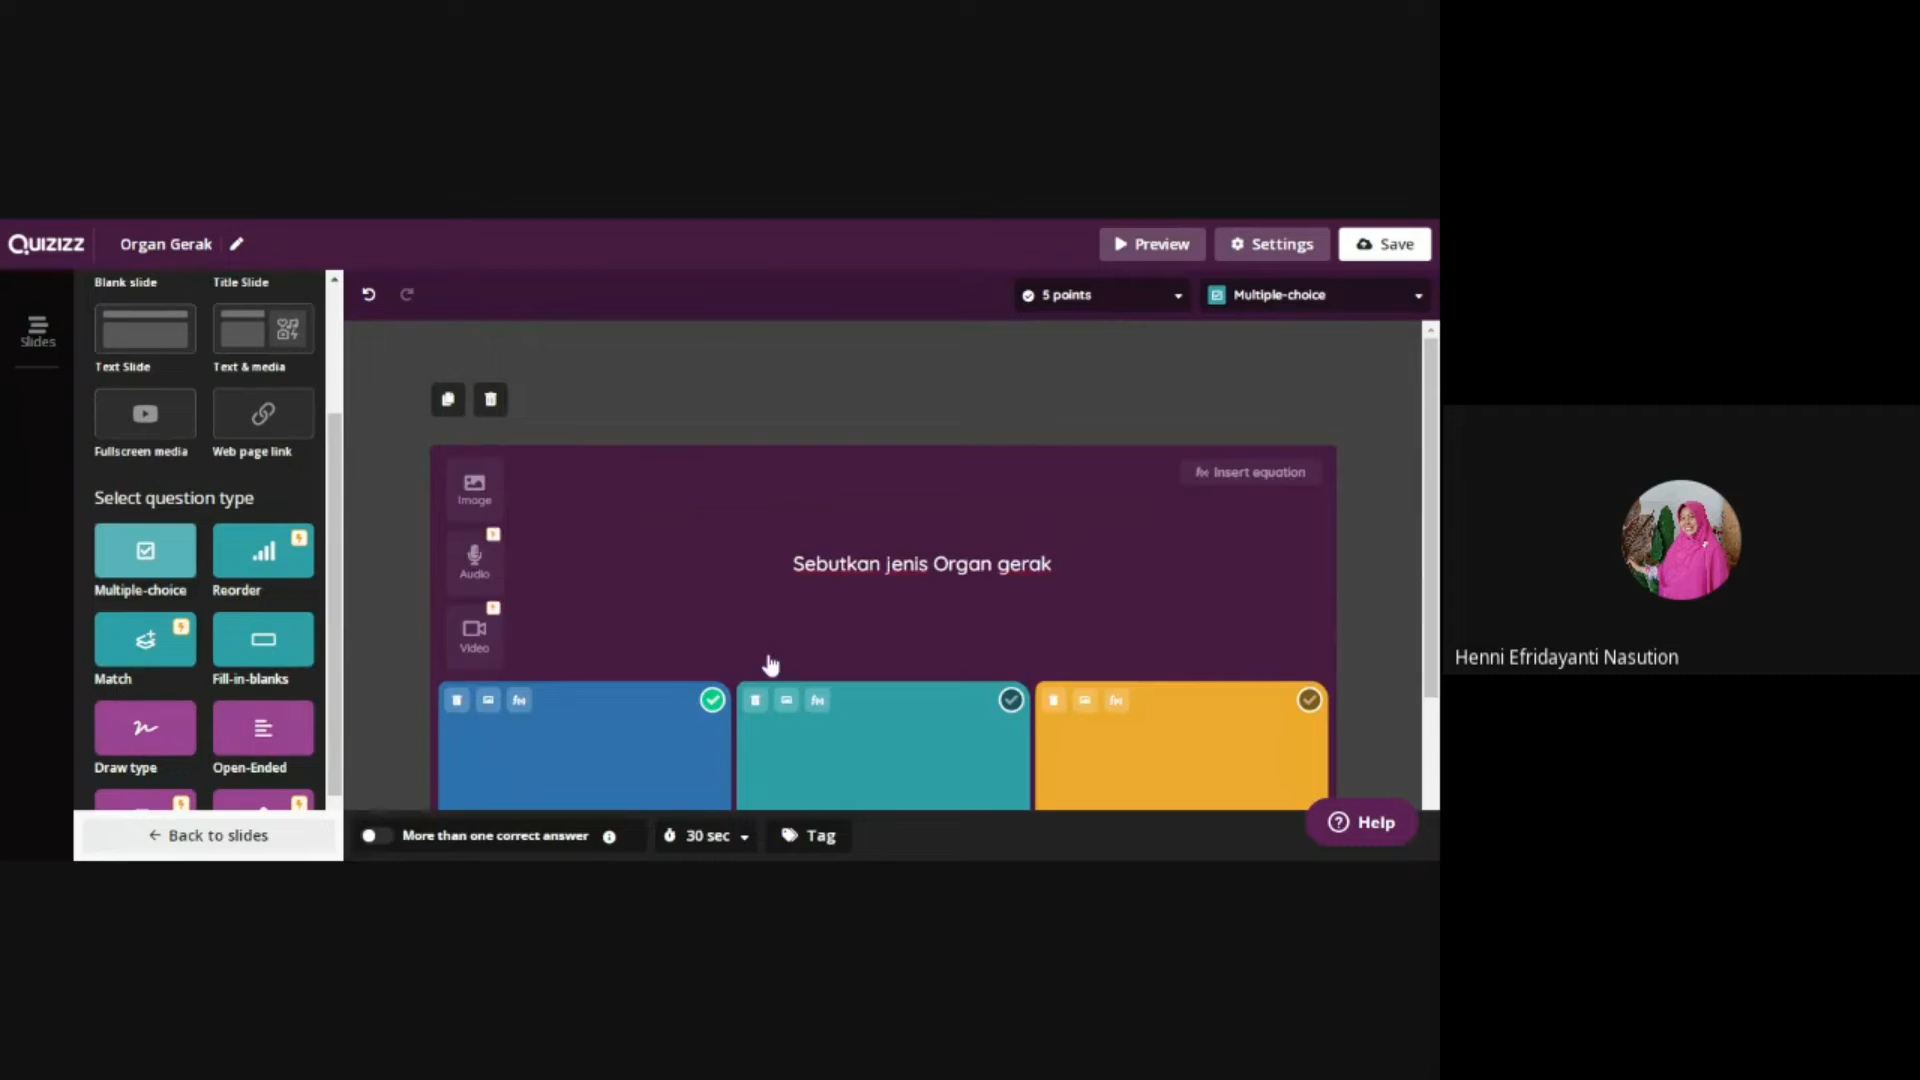 QUIZIZZ
Organ Gerak
Preview
Settings
Save
Slides
Blank slide
Title Slide
Text Slide
Text & media
Fullscreen media
Web page link
Select question type
Multiple-choice
Reorder
Match
Fill-in-blanks
Draw type
Open-Ended
← Back to slides
5 points
Multiple-choice
Image
Audio
Video
fx Insert equation
Sebutkan jenis Organ gerak
More than one correct answer
30 sec
Tag
Help
Henni Efridayanti Nasution